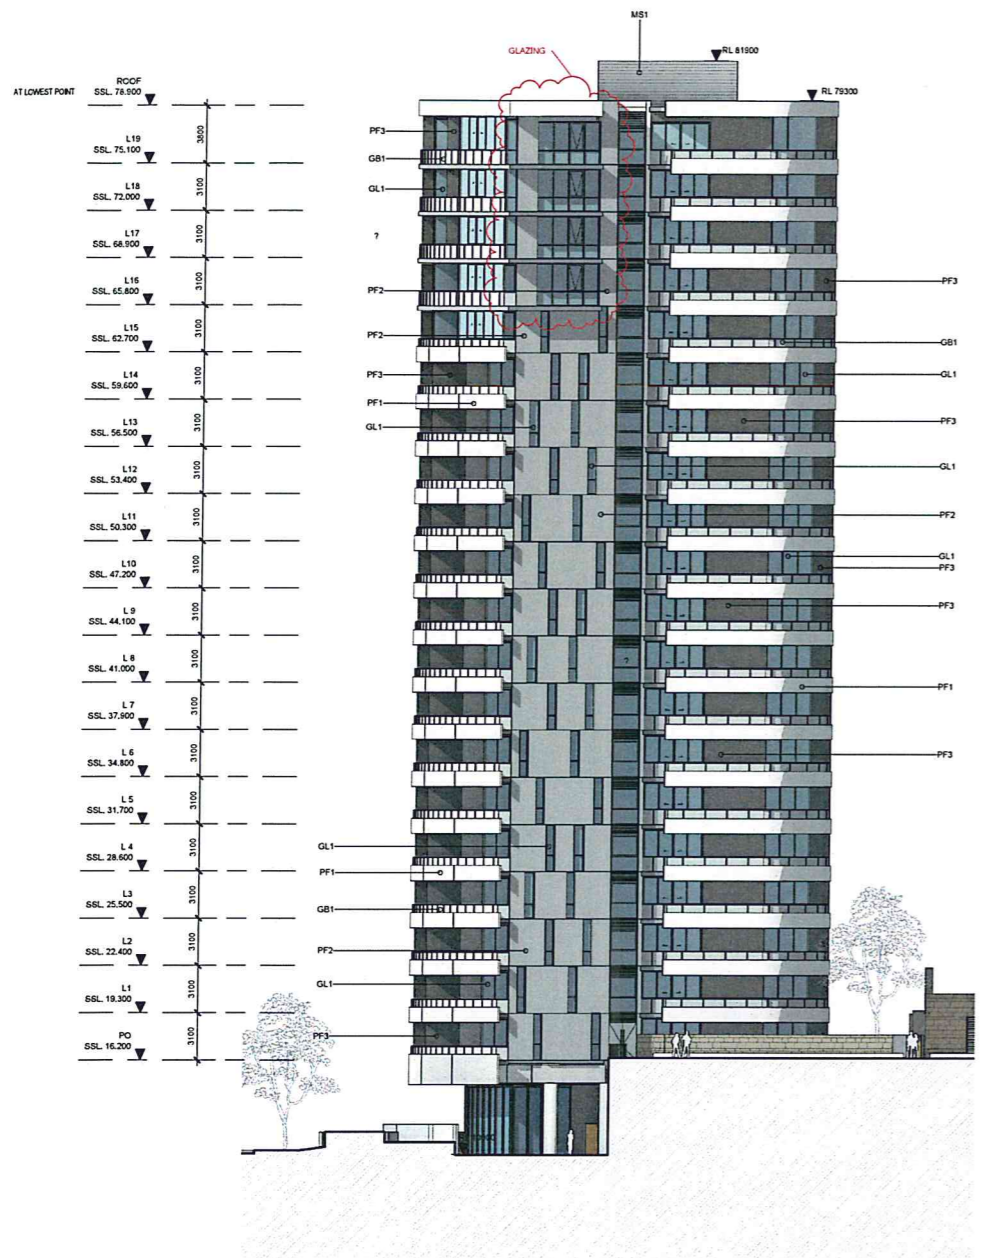 MS1
GLAZING
RL 81900
ROOF
AT LOWEST POINT SSL. 78.900
RL 79300
3800
PF3
L19
SSL. 75.100
GB1
3100
L18
SSL. 72.000
GL1
3100
L17
SSL. 68.900
?
3100
L16
SSL. 65.800
PF2
PF3
3100
L15
SSL. 62.700
PF2
GB1
3100
L14
SSL. 59.600
PF3
GL1
3100
L13
SSL. 56.500
PF1
GL1
PF3
3100
L12
SSL. 53.400
GL1
3100
L11
SSL. 50.300
PF2
3100
L10
SSL. 47.200
GL1
PF3
3100
L 9
SSL. 44.100
PF3
3100
L 8
SSL. 41.000
?
3100
L 7
SSL. 37.900
PF1
3100
L 6
SSL. 34.800
PF3
3100
L 5
SSL. 31.700
3100
L 4
SSL. 28.600
GL1
PF1
3100
L3
SSL. 25.500
GB1
3100
L2
SSL. 22.400
PF2
3100
L1
SSL. 19.300
GL1
3100
PO
SSL. 16.200
PF3